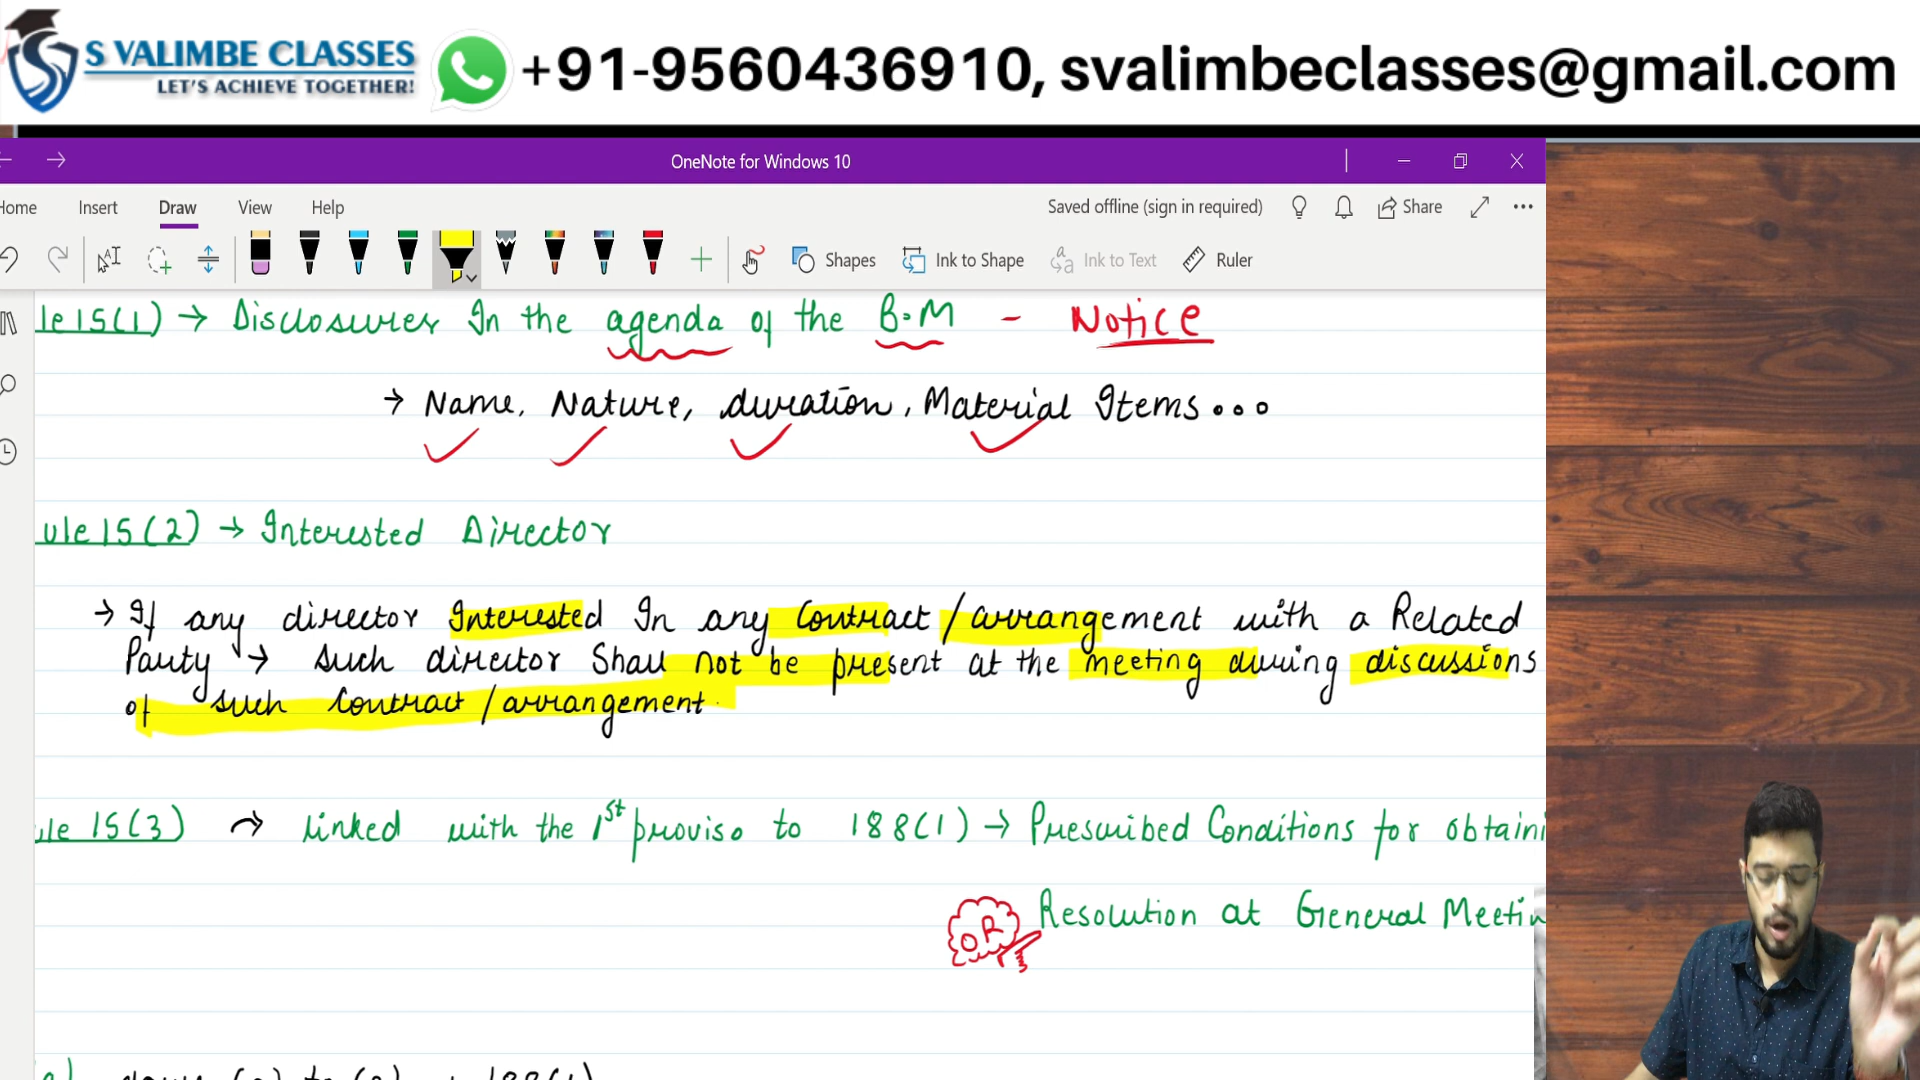 S VALIMBE CLASSES
LET'S ACHIEVE TOGETHER!
+91-9560436910, svalimbeclasses@gmail.com
OneNote for Windows 10
Home Insert Draw View Help
Saved offline (sign in required) Share
Shapes Ink to Shape Ink to Text Ruler
le 15(1) → Disclosures In the agenda of the B.M - Notice
→ Name, Nature, duration, Material Items...
ule 15(2) → Interested Director
→ If any director Interested In any Contract/arrangement with a Related
Party → such director Shall not be present at the meeting during discussions
of such Contract/arrangement.
ule 15(3) → linked with the 1st proviso to 188(1) → Prescribed Conditions for obtaini
OR Resolution at General Meetin